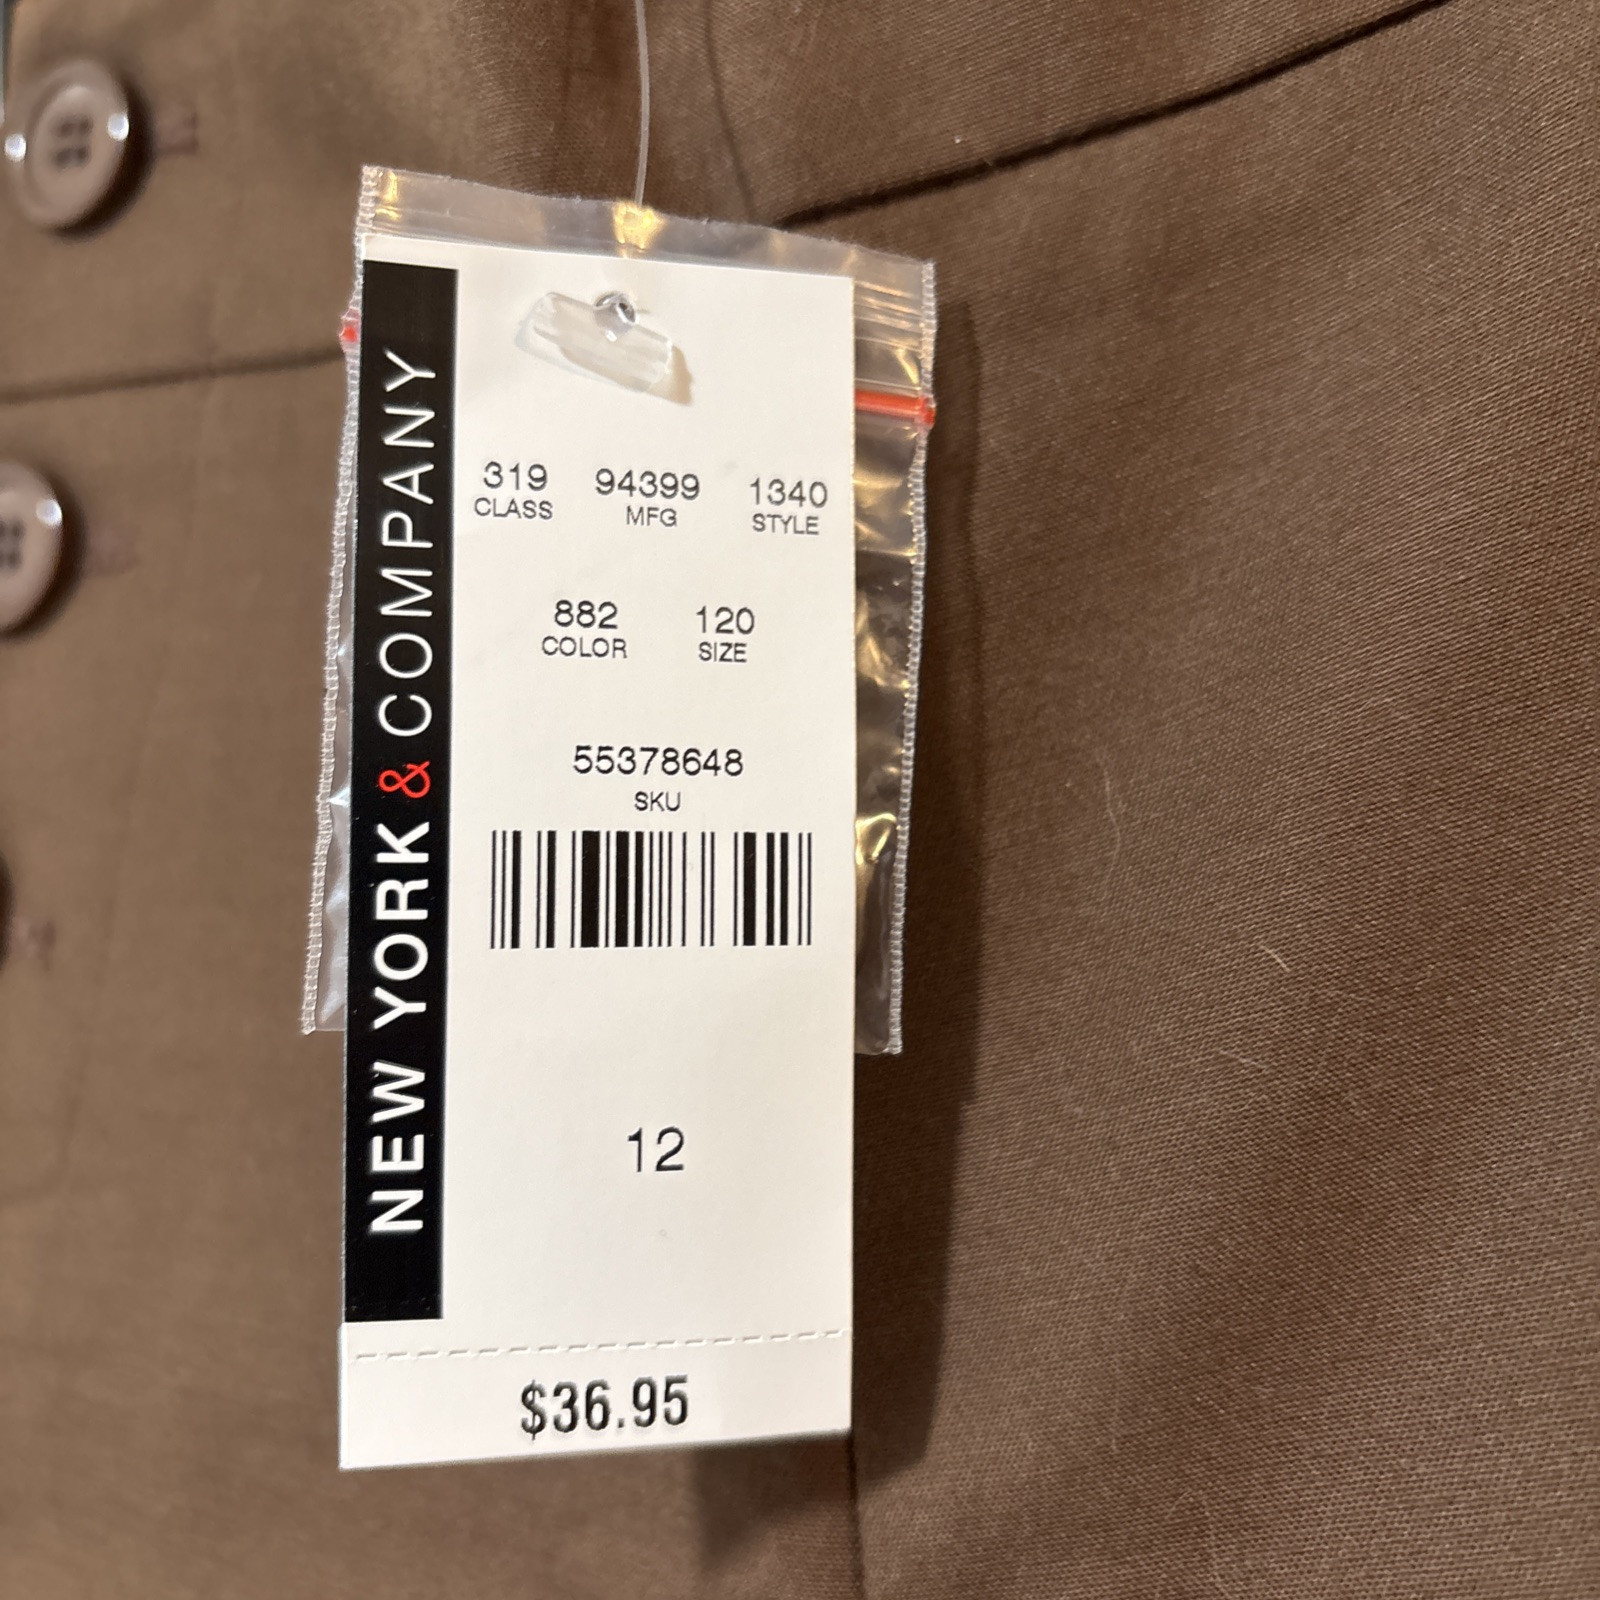 NEW YORK & COMPANY
319 94399 1340
CLASS MFG STYLE
882 120
COLOR SIZE
55378648
SKU
12
$36.95